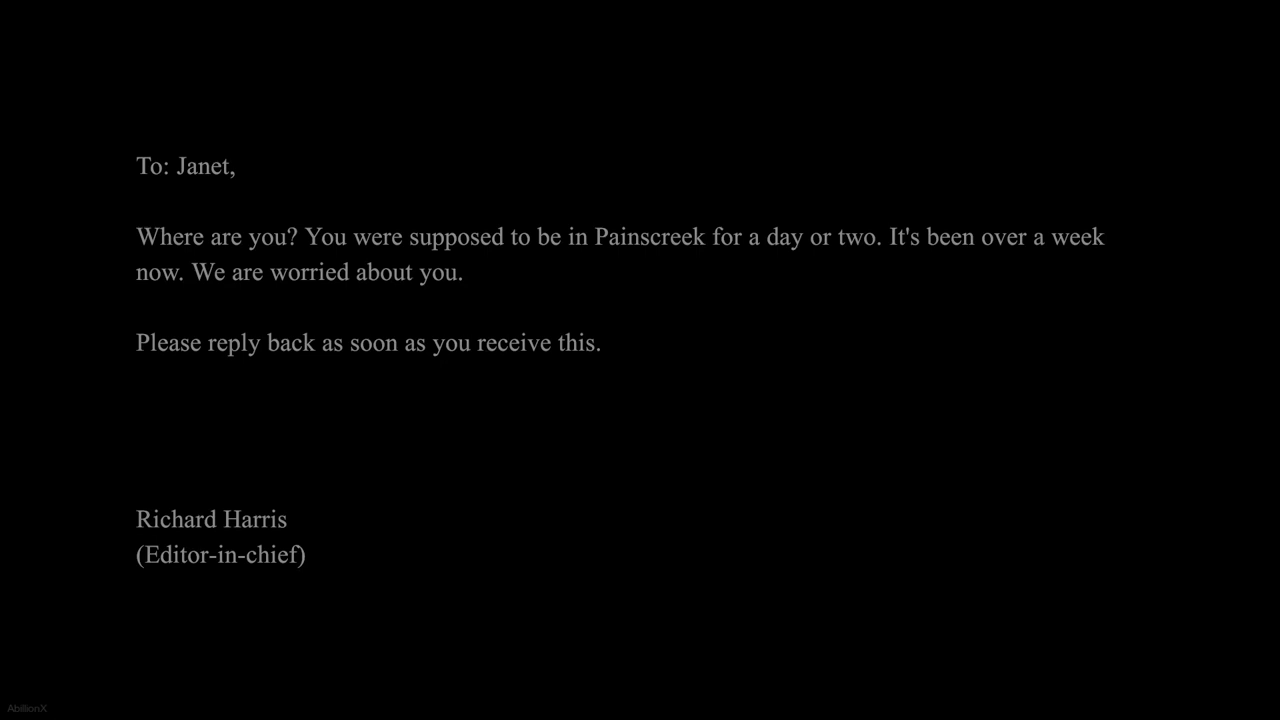 To: Janet,
Where are you? You were supposed to be in Painscreek for a day or two. It's been over a week
now. We are worried about you.
Please reply back as soon as you receive this.
Richard Harris
(Editor-in-chief)
AbillionX